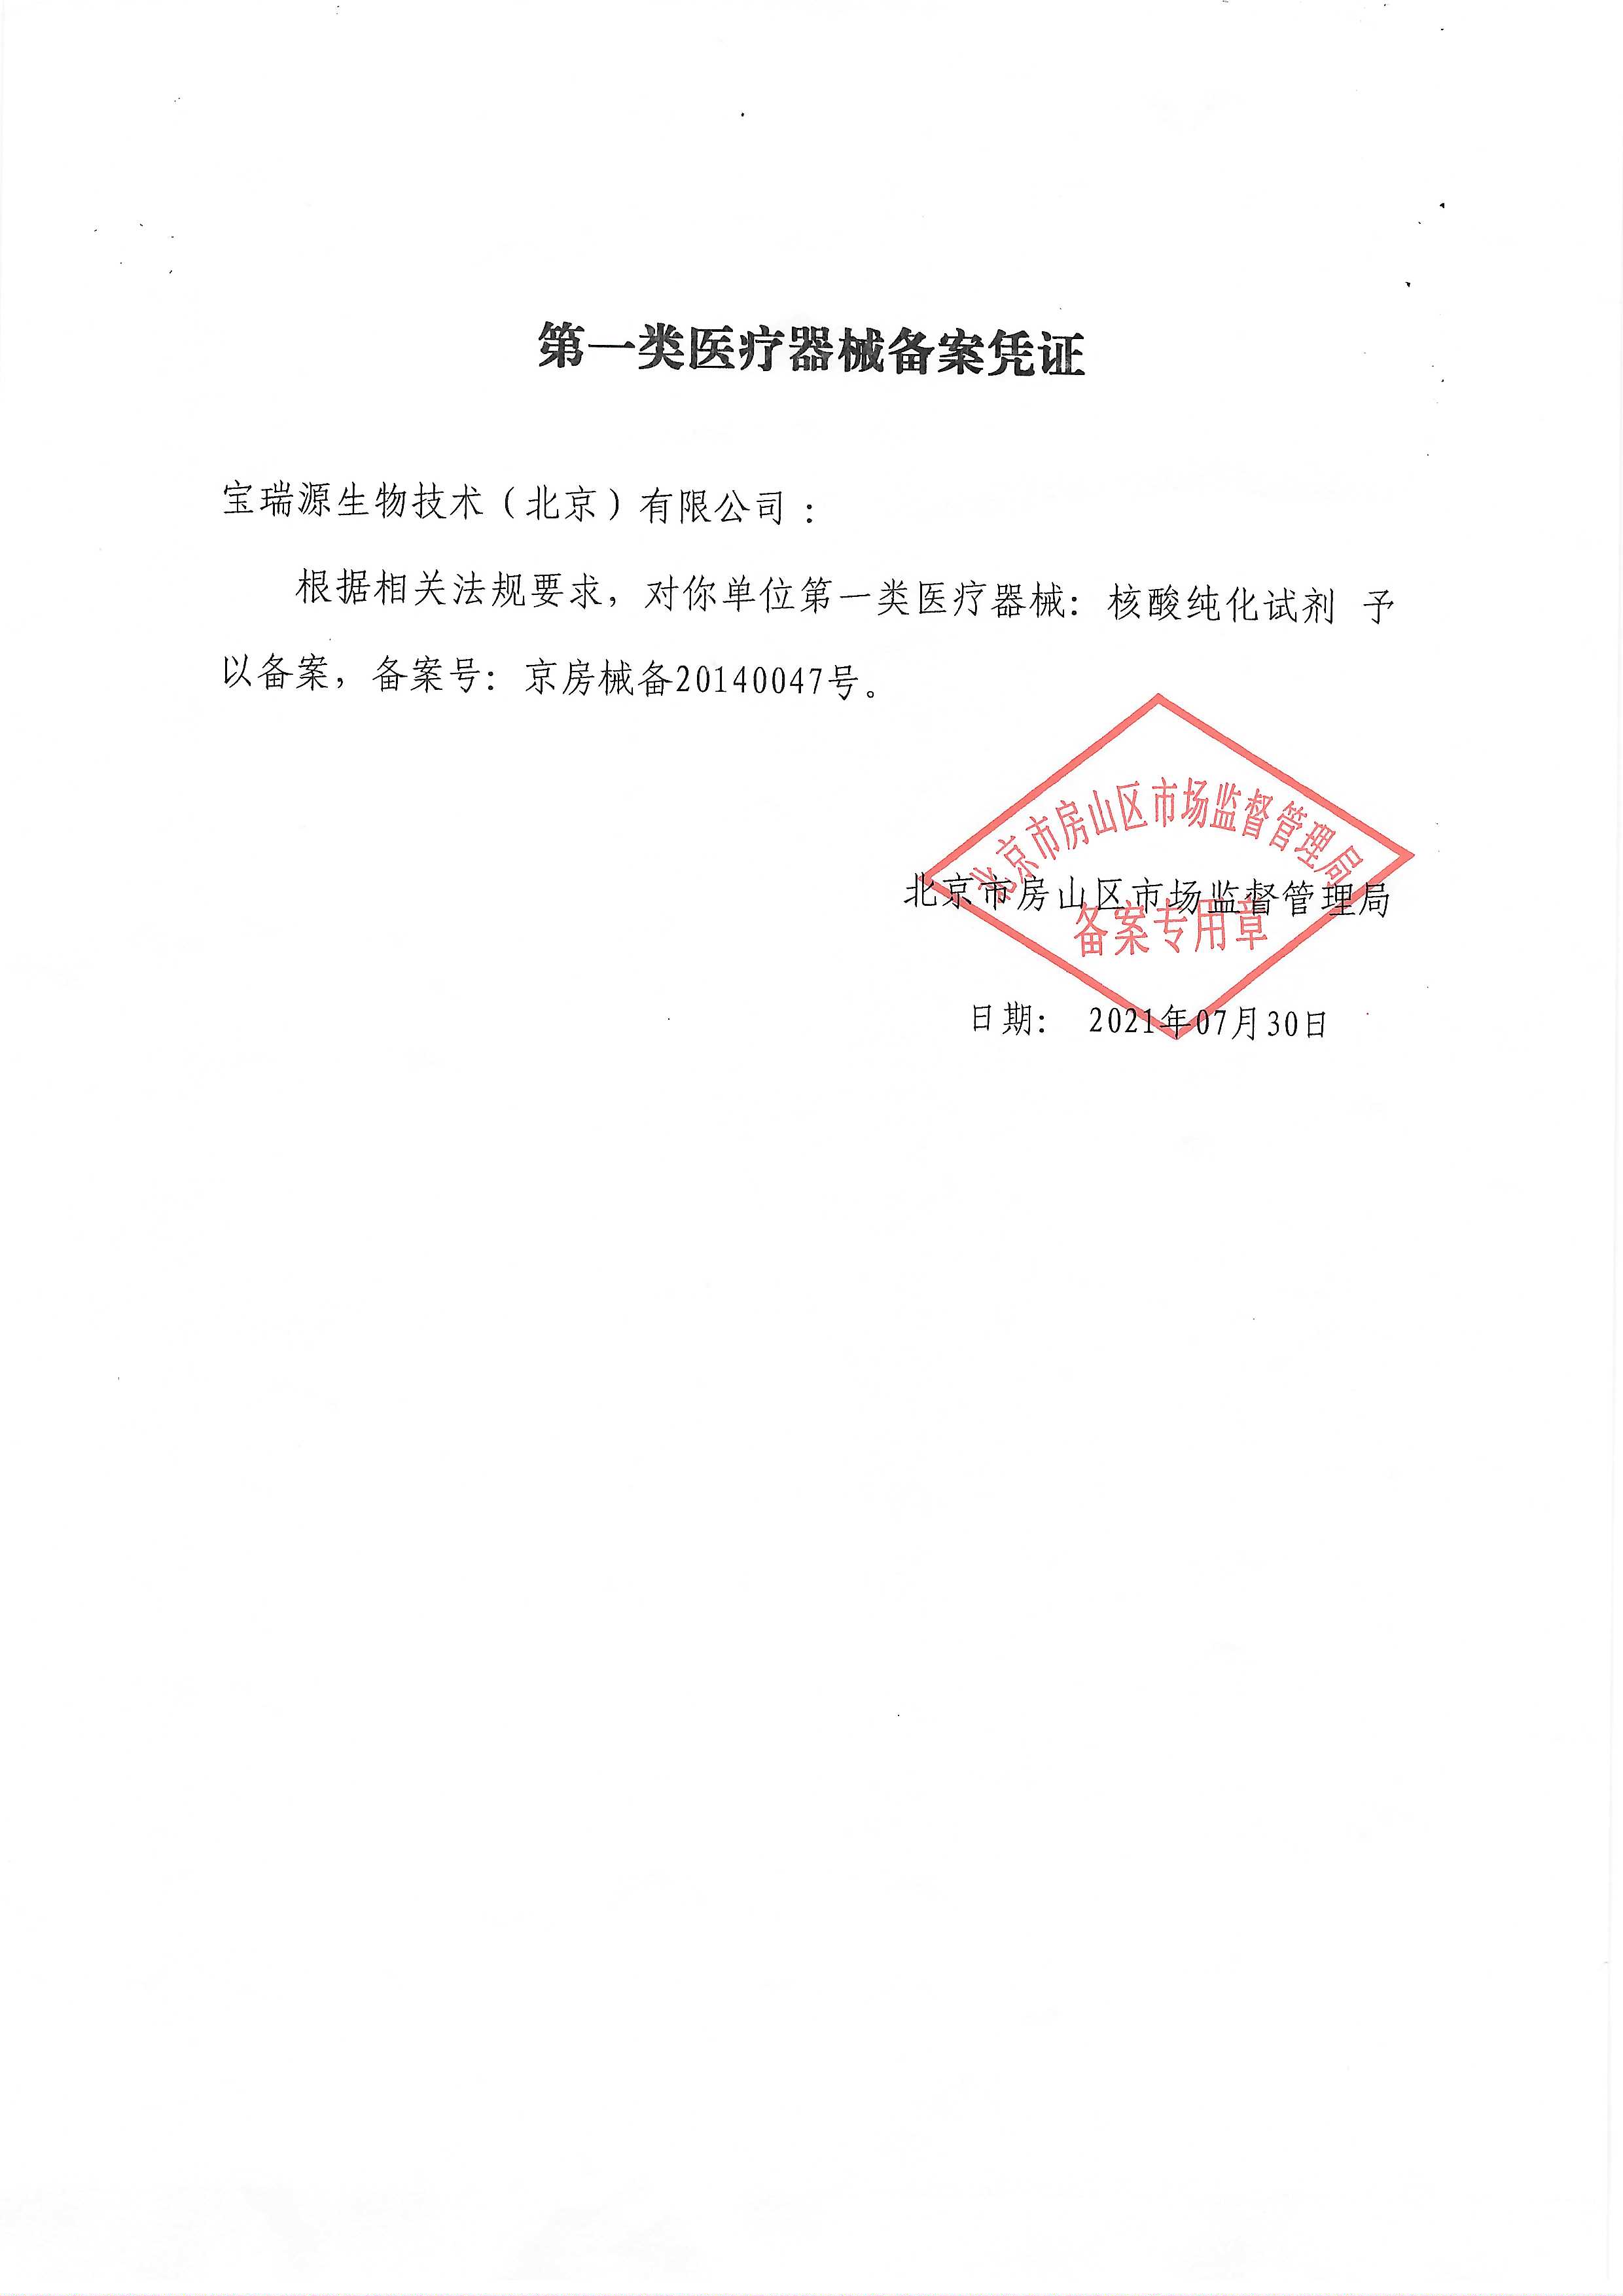 第一类医疗器械备案凭证
宝瑞源生物技术（北京）有限公司：
根据相关法规要求，对你单位第一类医疗器械：核酸纯化试剂 予
以备案，备案号：京房械备20140047号。
北京市房山区市场监督管理局
北京市房山区市场监督管理局
备案专用章
日期： 2021年07月30日